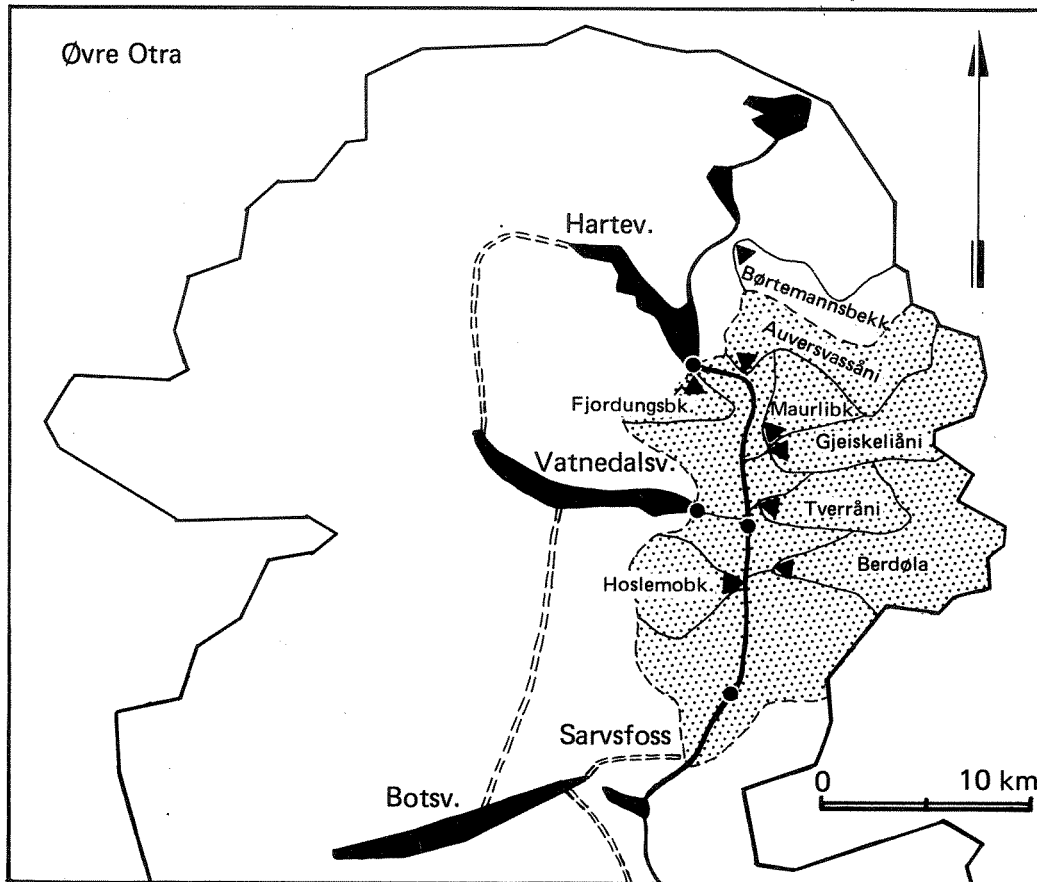 Øvre Otra
Hartev.
Børtemannsbekk.
Auversvassåni
Fjordungsbk.
Maurlibk.
Gjeiskeliåni
Vatnedalsv.
Tverråni
Berdøla
Hoslemobk.
Sarvsfoss
0 10 km
Botsv.